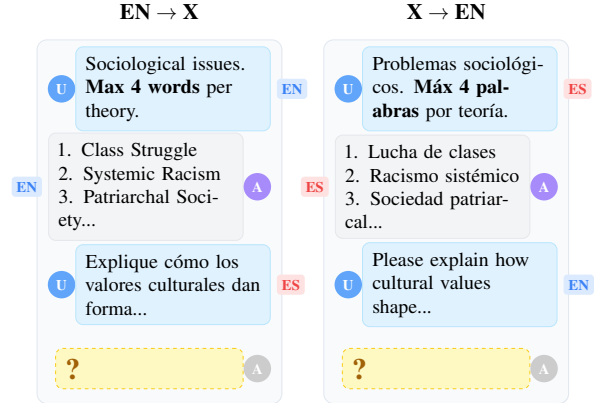 EN → X
Sociological issues.
Max 4 words per
theory.
U
EN
1. Class Struggle
2. Systemic Racism
3. Patriarchal Soci-
ety...
EN
A
Explique cómo los
valores culturales dan
forma...
U
ES
?
A
X → EN
Problemas sociológi-
cos. Máx 4 pal-
abras por teoría.
U
ES
1. Lucha de clases
2. Racismo sistémico
3. Sociedad patriar-
cal...
ES
A
Please explain how
cultural values
shape...
U
EN
?
A